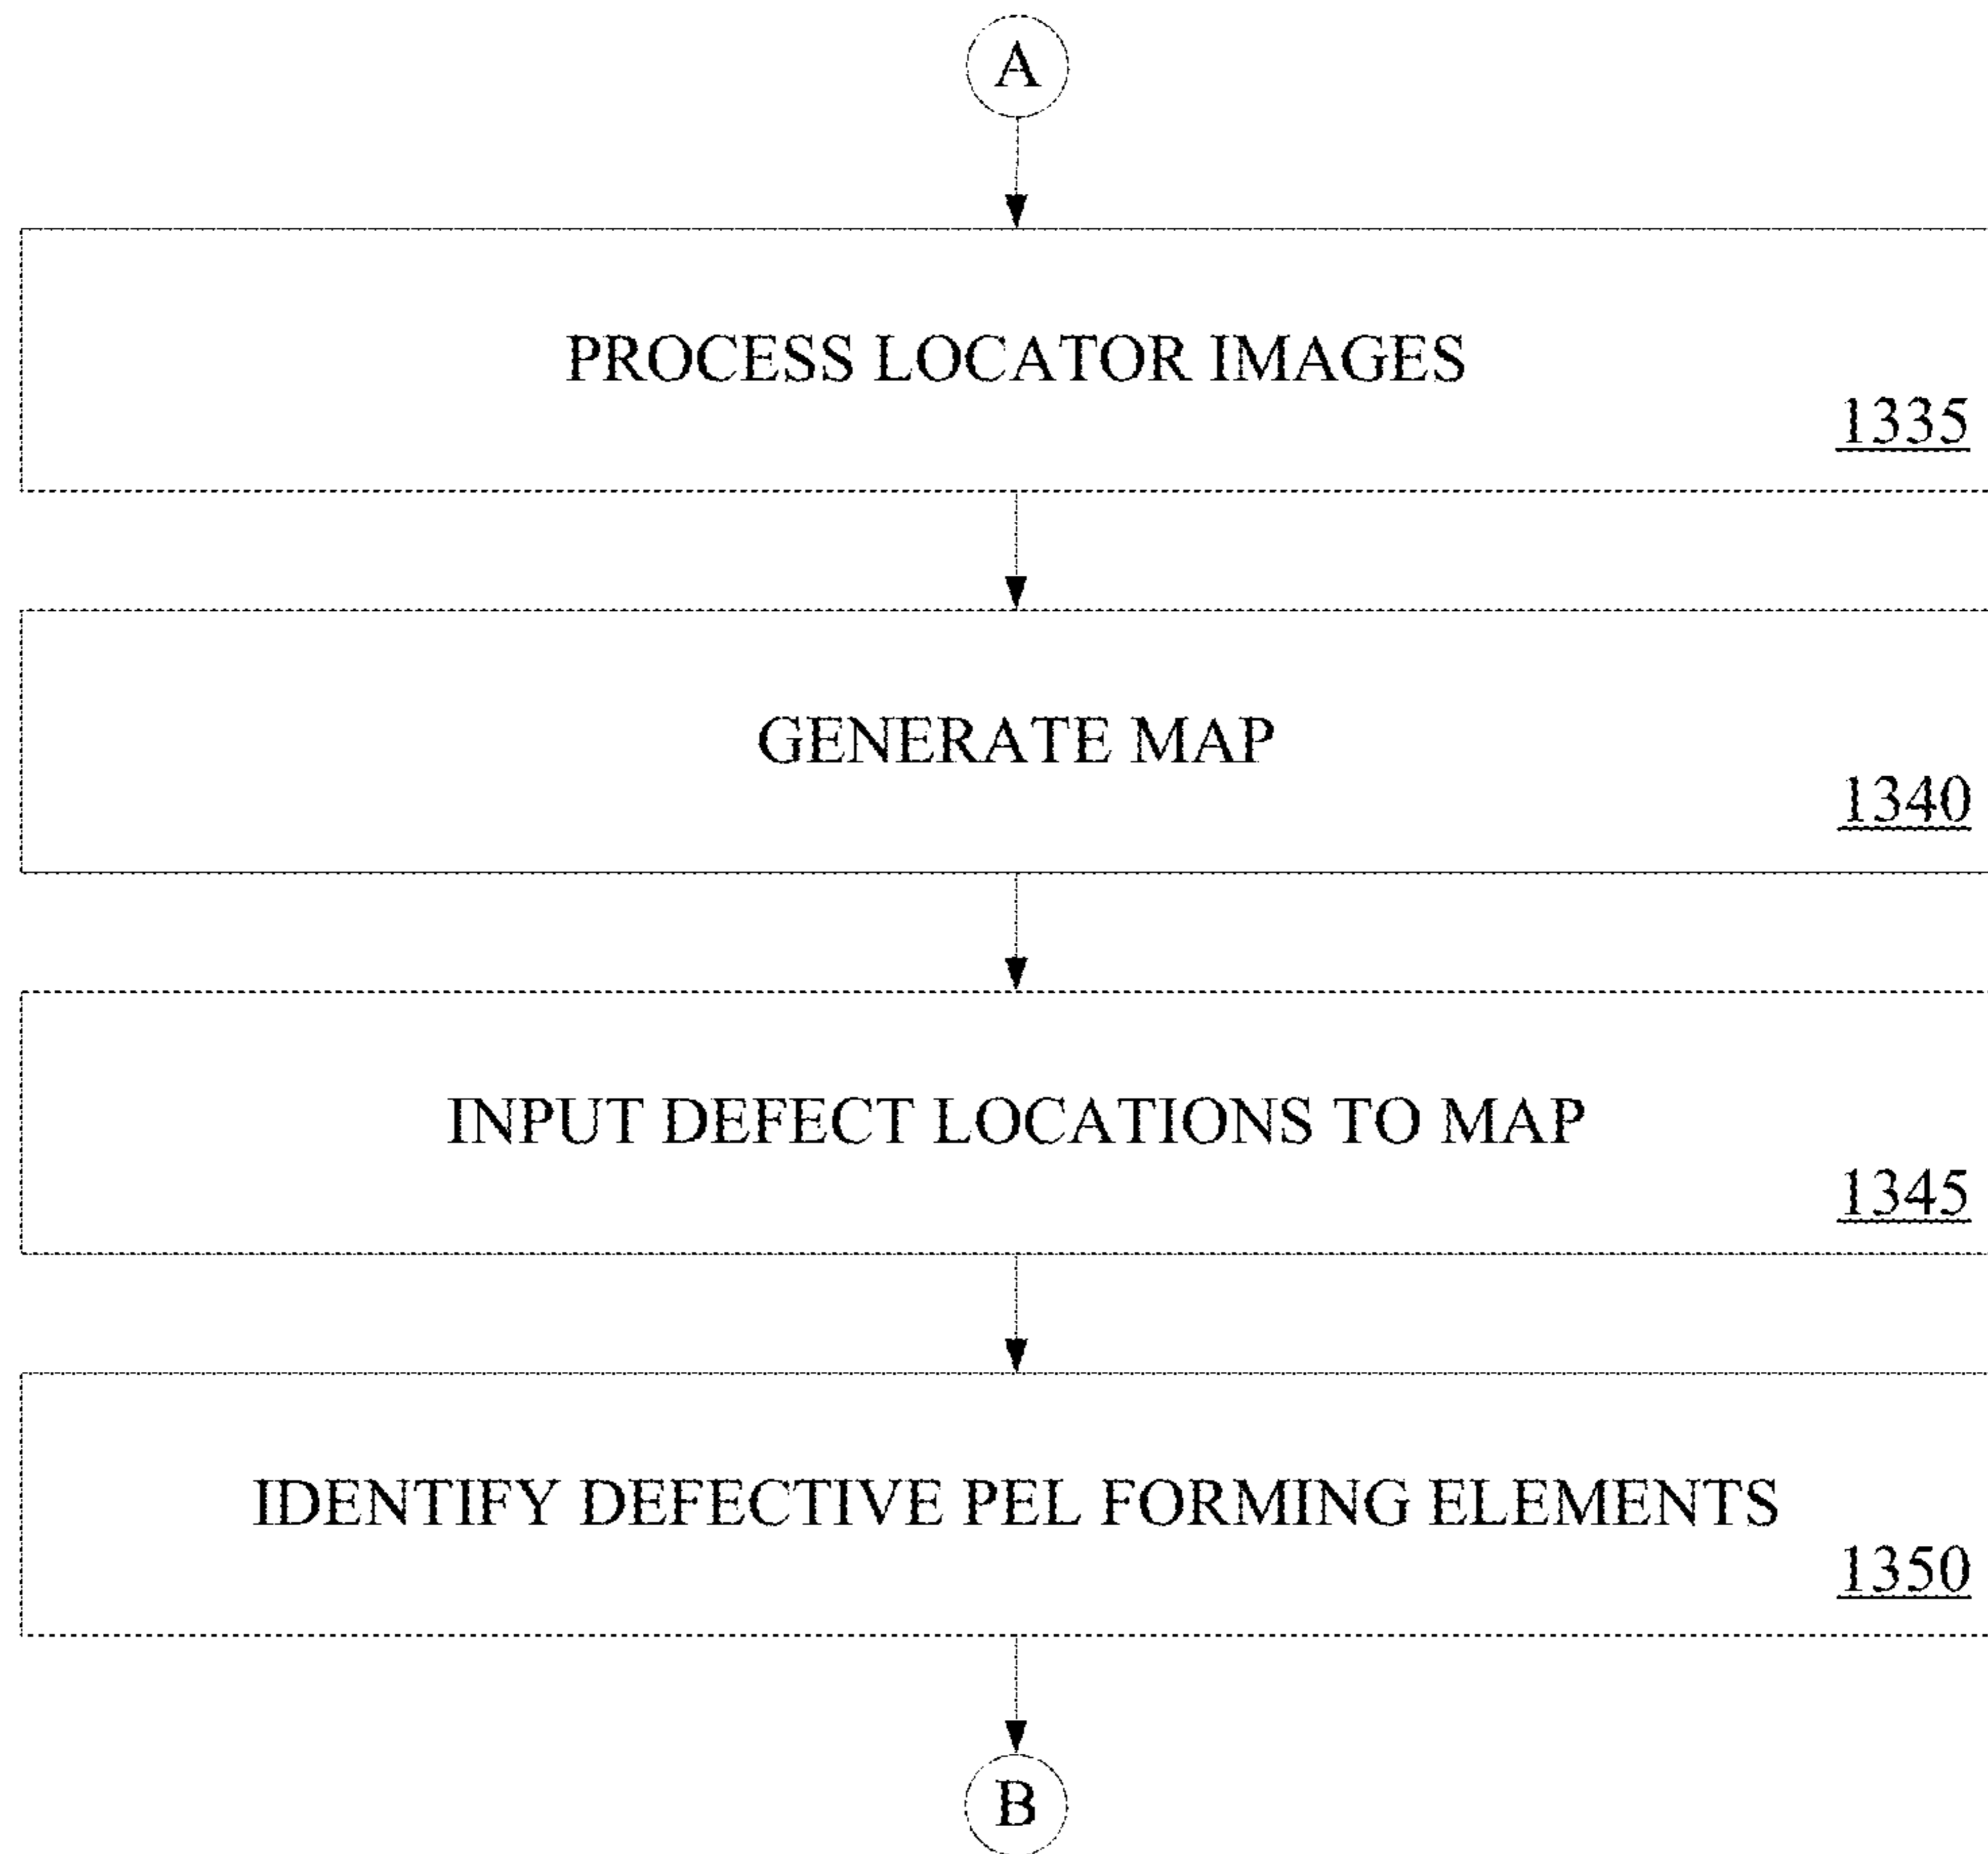 A
PROCESS LOCATOR IMAGES
1335
GENERATE MAP
1340
INPUT DEFECT LOCATIONS TO MAP
1345
IDENTIFY DEFECTIVE PEL FORMING ELEMENTS
1350
B